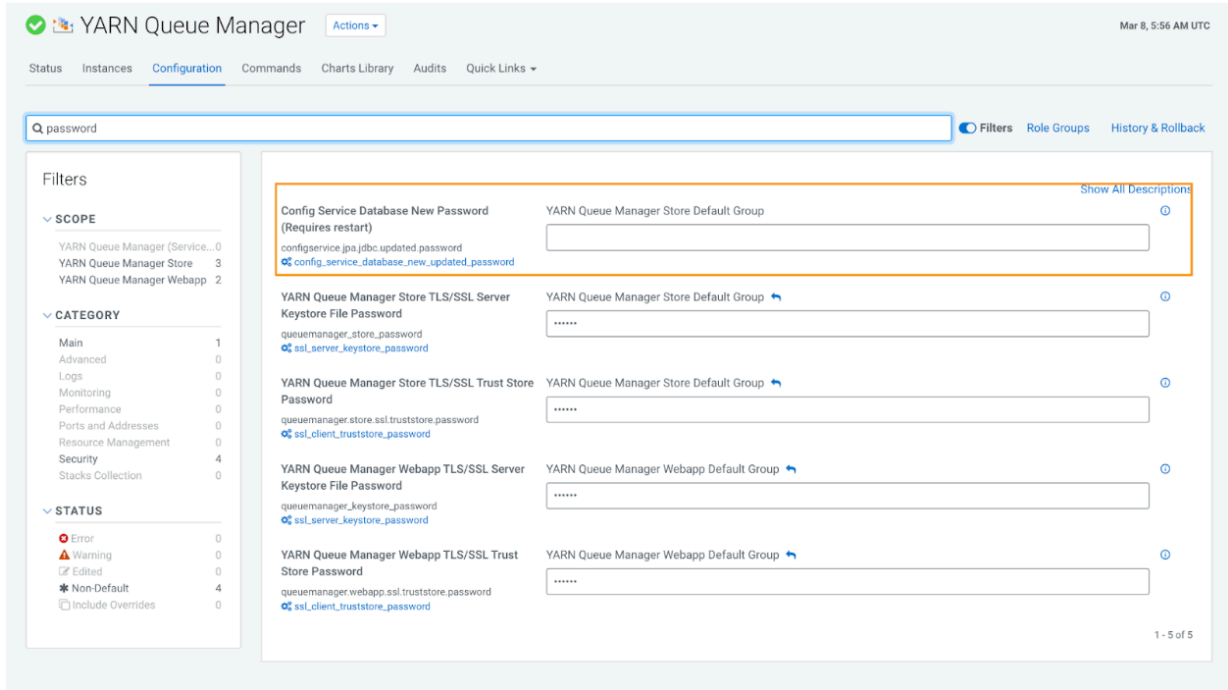 YARN Queue Manager Actions
Mar 8, 5:56 AM UTC
Status Instances Configuration Commands Charts Library Audits Quick Links
password
Filters Role Groups History & Rollback
Filters
SCOPE
YARN Queue Manager (Service... 0
YARN Queue Manager Store 3
YARN Queue Manager Webapp 2
CATEGORY
Main 1
Advanced 0
Logs 0
Monitoring 0
Performance 0
Ports and Addresses 0
Resource Management 0
Security 4
Stacks Collection 0
STATUS
Error 0
Warning 0
Edited 0
Non-Default 4
Include Overrides 0
Show All Descriptions
Config Service Database New Password
(Requires restart)
configservice.jpa.jdbc.updated.password
config_service_database_new_updated_password
YARN Queue Manager Store Default Group
YARN Queue Manager Store TLS/SSL Server
Keystore File Password
queuemanager_store_password
ssl_server_keystore_password
YARN Queue Manager Store Default Group
••••••
YARN Queue Manager Store TLS/SSL Trust Store
Password
queuemanager.store.ssl.truststore.password
ssl_client_truststore_password
YARN Queue Manager Store Default Group
••••••
YARN Queue Manager Webapp TLS/SSL Server
Keystore File Password
queuemanager_keystore_password
ssl_server_keystore_password
YARN Queue Manager Webapp Default Group
••••••
YARN Queue Manager Webapp TLS/SSL Trust
Store Password
queuemanager.webapp.ssl.truststore.password
ssl_client_truststore_password
YARN Queue Manager Webapp Default Group
••••••
1 - 5 of 5